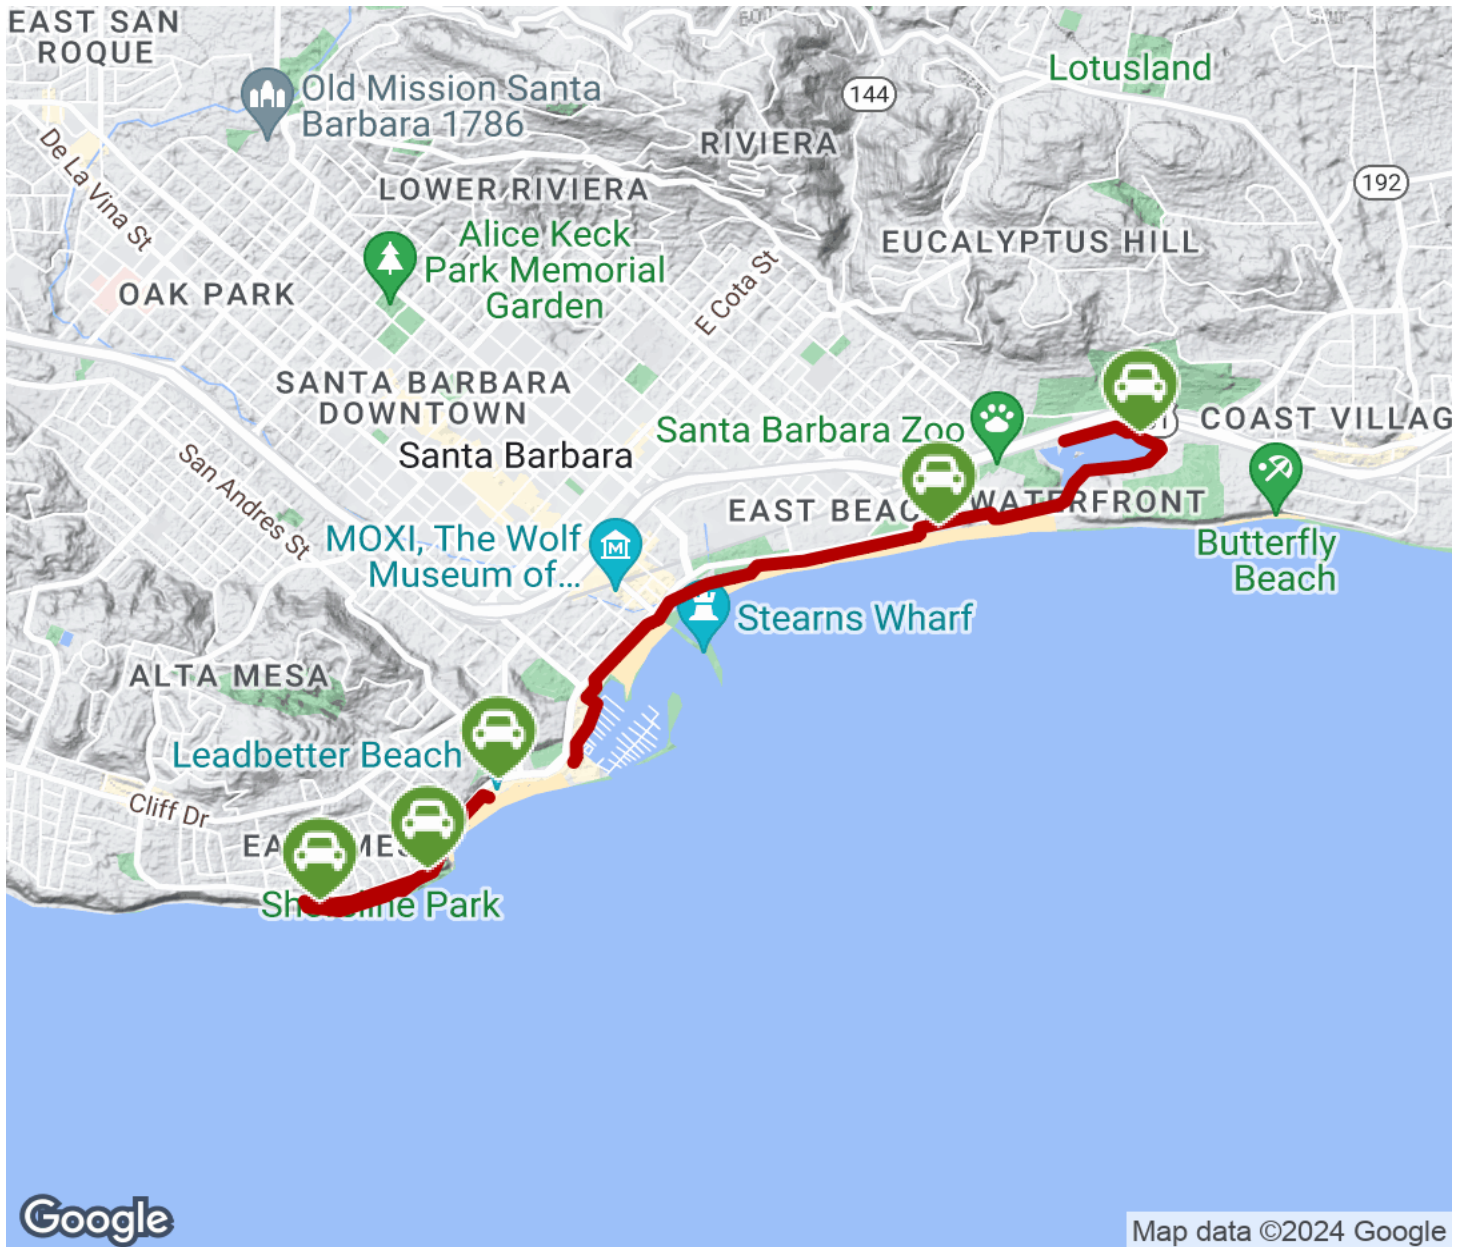 EAST SAN
ROQUE
Old Mission Santa
Barbara 1786
144
Lotusland
RIVIERA
192
De La Vina St
LOWER RIVIERA
Alice Keck
Park Memorial
Garden
E Cota St
EUCALYPTUS HILL
OAK PARK
SANTA BARBARA
DOWNTOWN
Santa Barbara
Santa Barbara Zoo
COAST VILLAG
San Andres St
EAST BEAC
WATERFRONT
MOXI, The Wolf
Museum of...
Butterfly
Beach
Stearns Wharf
ALTA MESA
Leadbetter Beach
Cliff Dr
EA
MES
Shoreline Park
Google
Map data ©2024 Google